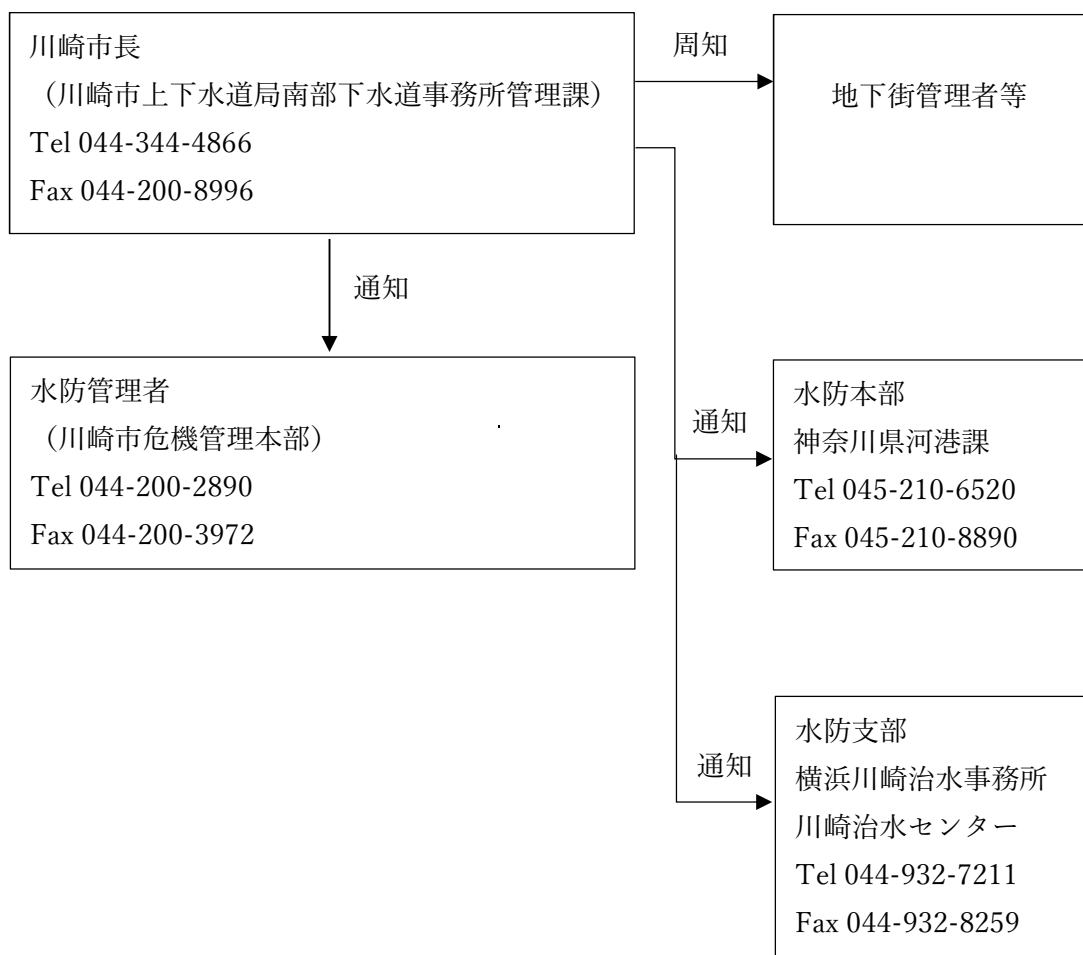 川崎市長
（川崎市上下水道局南部下水道事務所管理課）
Tel 044-344-4866
Fax 044-200-8996
周知
地下街管理者等
通知
水防管理者
（川崎市危機管理本部）
Tel 044-200-2890
Fax 044-200-3972
通知
水防本部
神奈川県河港課
Tel 045-210-6520
Fax 045-210-8890
通知
水防支部
横浜川崎治水事務所
川崎治水センター
Tel 044-932-7211
Fax 044-932-8259